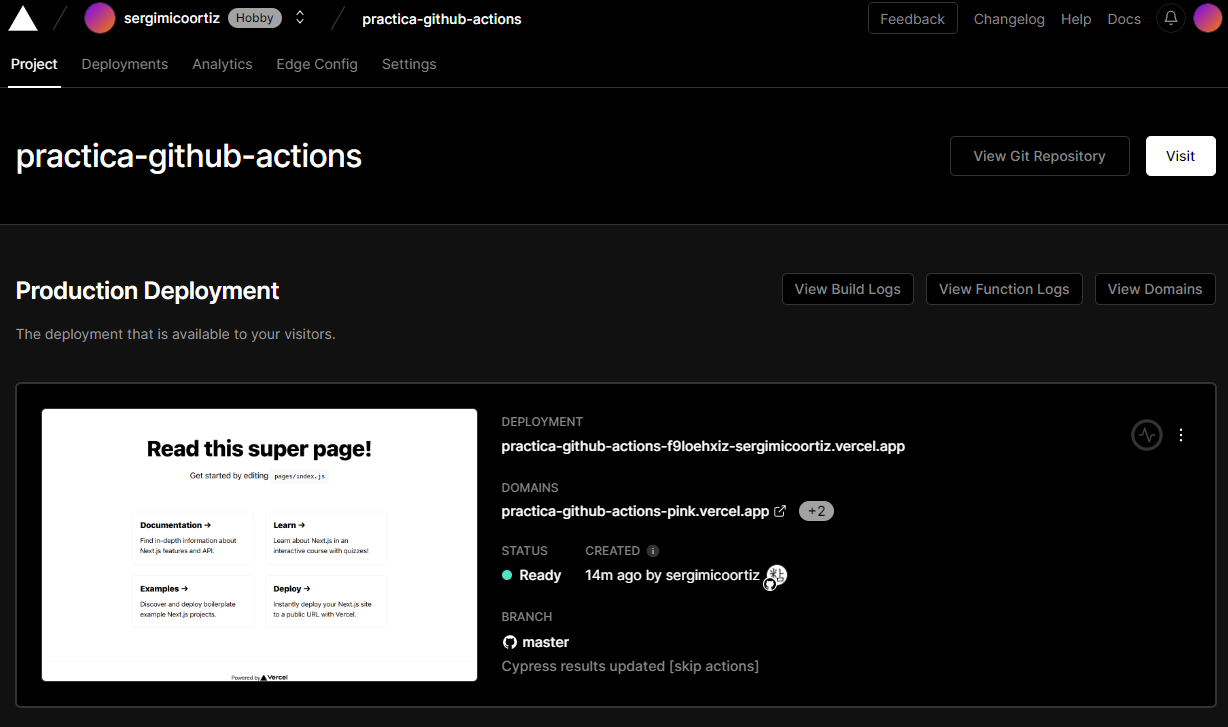 sergimicoortiz Hobby practica-github-actions Feedback Changelog Help Docs
Project Deployments Analytics Edge Config Settings
practica-github-actions
View Git Repository Visit
Production Deployment
View Build Logs View Function Logs View Domains
The deployment that is available to your visitors.
Read this super page!
Get started by editing pages/index.js
Documentation →
Find in-depth information about
Next.js features and API.
Learn →
Learn about Next.js in an
interactive course with quizzes!
Examples →
Discover and deploy boilerplate
example Next.js projects.
Deploy →
Instantly deploy your Next.js site
to a public URL with Vercel.
Powered by ▲ Vercel
DEPLOYMENT
practica-github-actions-f9loehxiz-sergimicoortiz.vercel.app
DOMAINS
practica-github-actions-pink.vercel.app +2
STATUS
Ready
CREATED
14m ago by sergimicoortiz
BRANCH
master
Cypress results updated [skip actions]